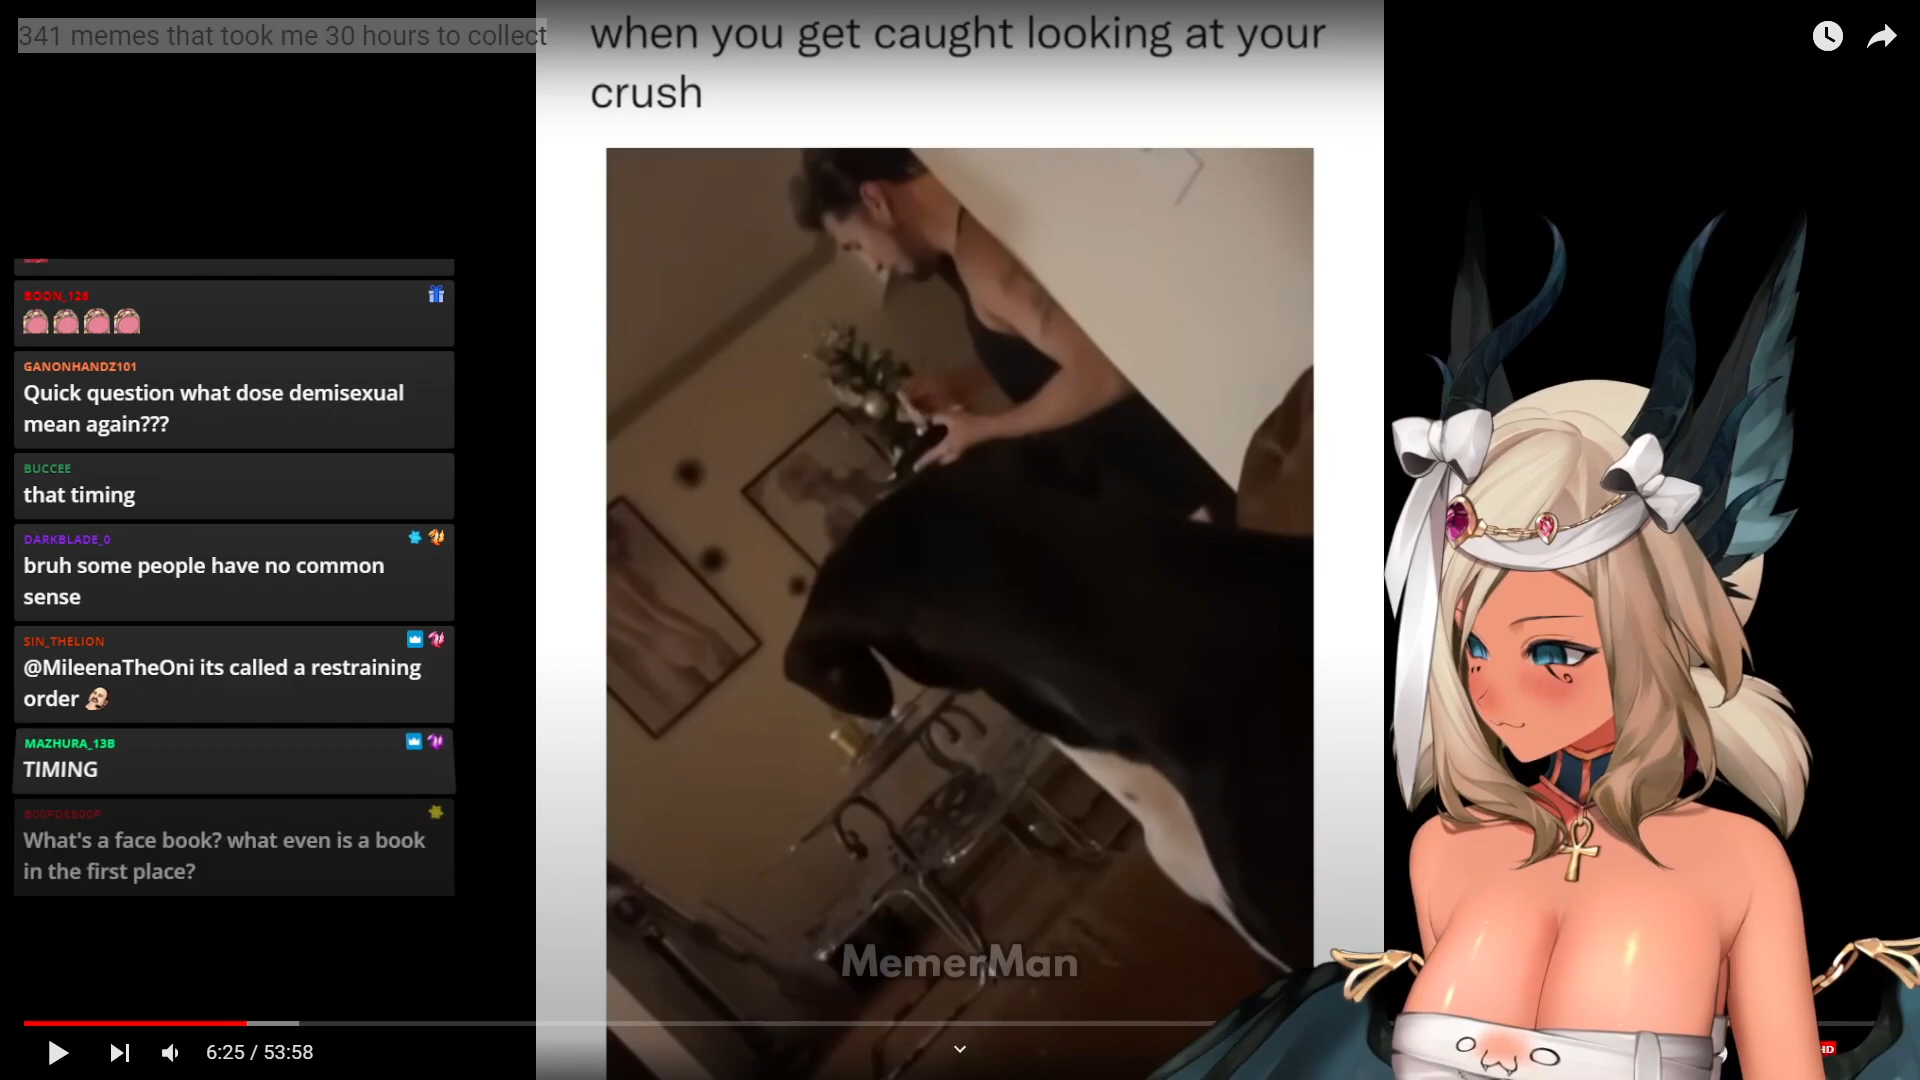 341 memes that took me 30 hours to collect
when you get caught looking at your
crush
BOON_126
GANONHANDZ101
Quick question what dose demisexual
mean again???
BUCCEE
that timing
DARKBLADE_0
bruh some people have no common
sense
SIN_THELION
@MileenaTheOni its called a restraining
order
MAZHURA_13B
TIMING
BOOPDEBOOP
What's a face book? what even is a book
in the first place?
MemerMan
6:25 / 53:58
HD